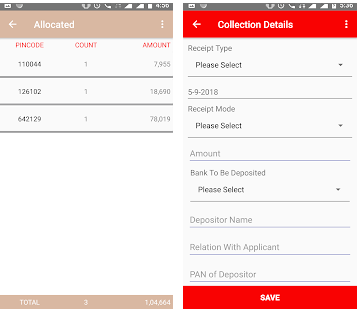 4:56
Allocated
PINCODE COUNT AMOUNT
110044 1 7,955
126102 1 18,690
642129 1 78,019
TOTAL 3 1,04,664
5:36
Collection Details
Receipt Type
Please Select
5-9-2018
Receipt Mode
Please Select
Amount
Bank To Be Deposited
Please Select
Depositor Name
Relation With Applicant
PAN of Depositor
SAVE